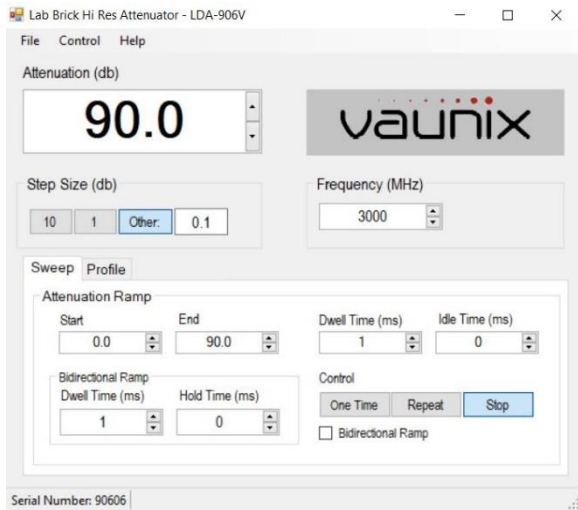 Lab Brick Hi Res Attenuator - LDA-906V
File Control Help
Attenuation (db)
90.0
vaunix
Step Size (db)
10 1 Other: 0.1
Frequency (MHz)
3000
Sweep Profile
Attenuation Ramp
Start End Dwell Time (ms) Idle Time (ms)
0.0 90.0 1 0
Bidirectional Ramp
Dwell Time (ms) Hold Time (ms)
1 0
Control
One Time Repeat Stop
Bidirectional Ramp
Serial Number: 90606